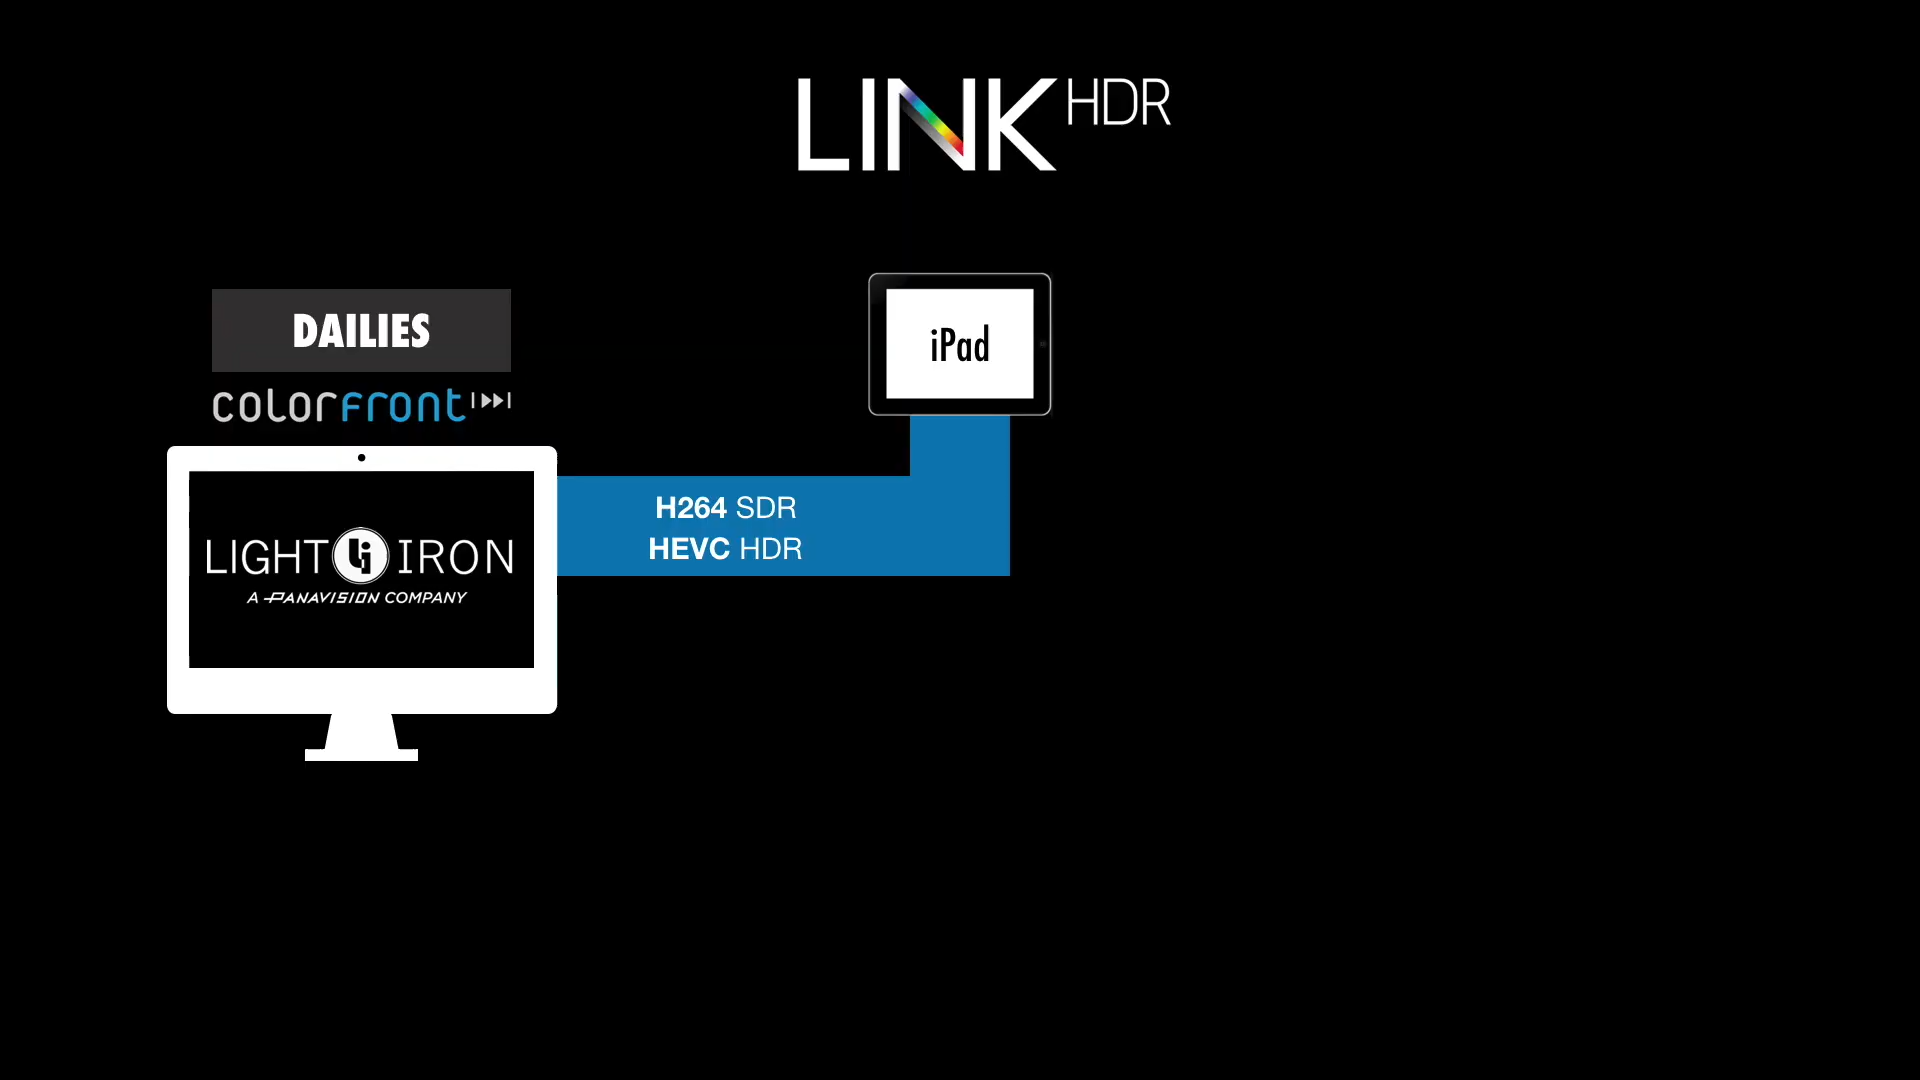 LINK HDR
DAILIES
colorfront
LIGHT IRON
A PANAVISION COMPANY
iPad
H264 SDR
HEVC HDR